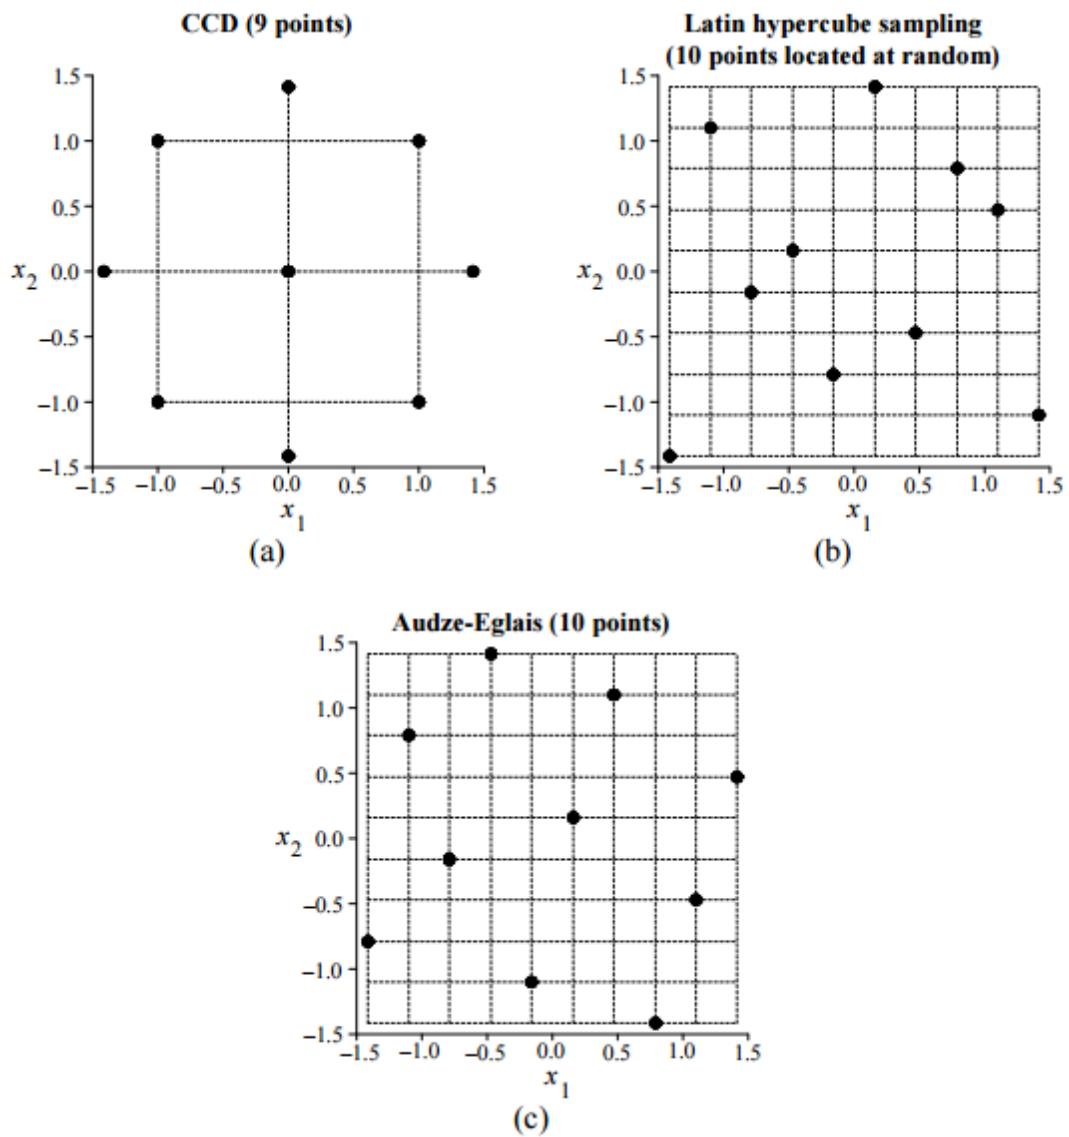 CCD (9 points)
1.5
1.0
0.5
x2 0.0
−0.5
−1.0
−1.5
−1.5 −1.0 −0.5 0.0 0.5 1.0 1.5
x1
(a)
Latin hypercube sampling
(10 points located at random)
1.5
1.0
0.5
x2 0.0
−0.5
−1.0
−1.5
−1.5 −1.0 −0.5 0.0 0.5 1.0 1.5
x1
(b)
Audze-Eglais (10 points)
1.5
1.0
0.5
x2 0.0
−0.5
−1.0
−1.5
−1.5 −1.0 −0.5 0.0 0.5 1.0 1.5
x1
(c)